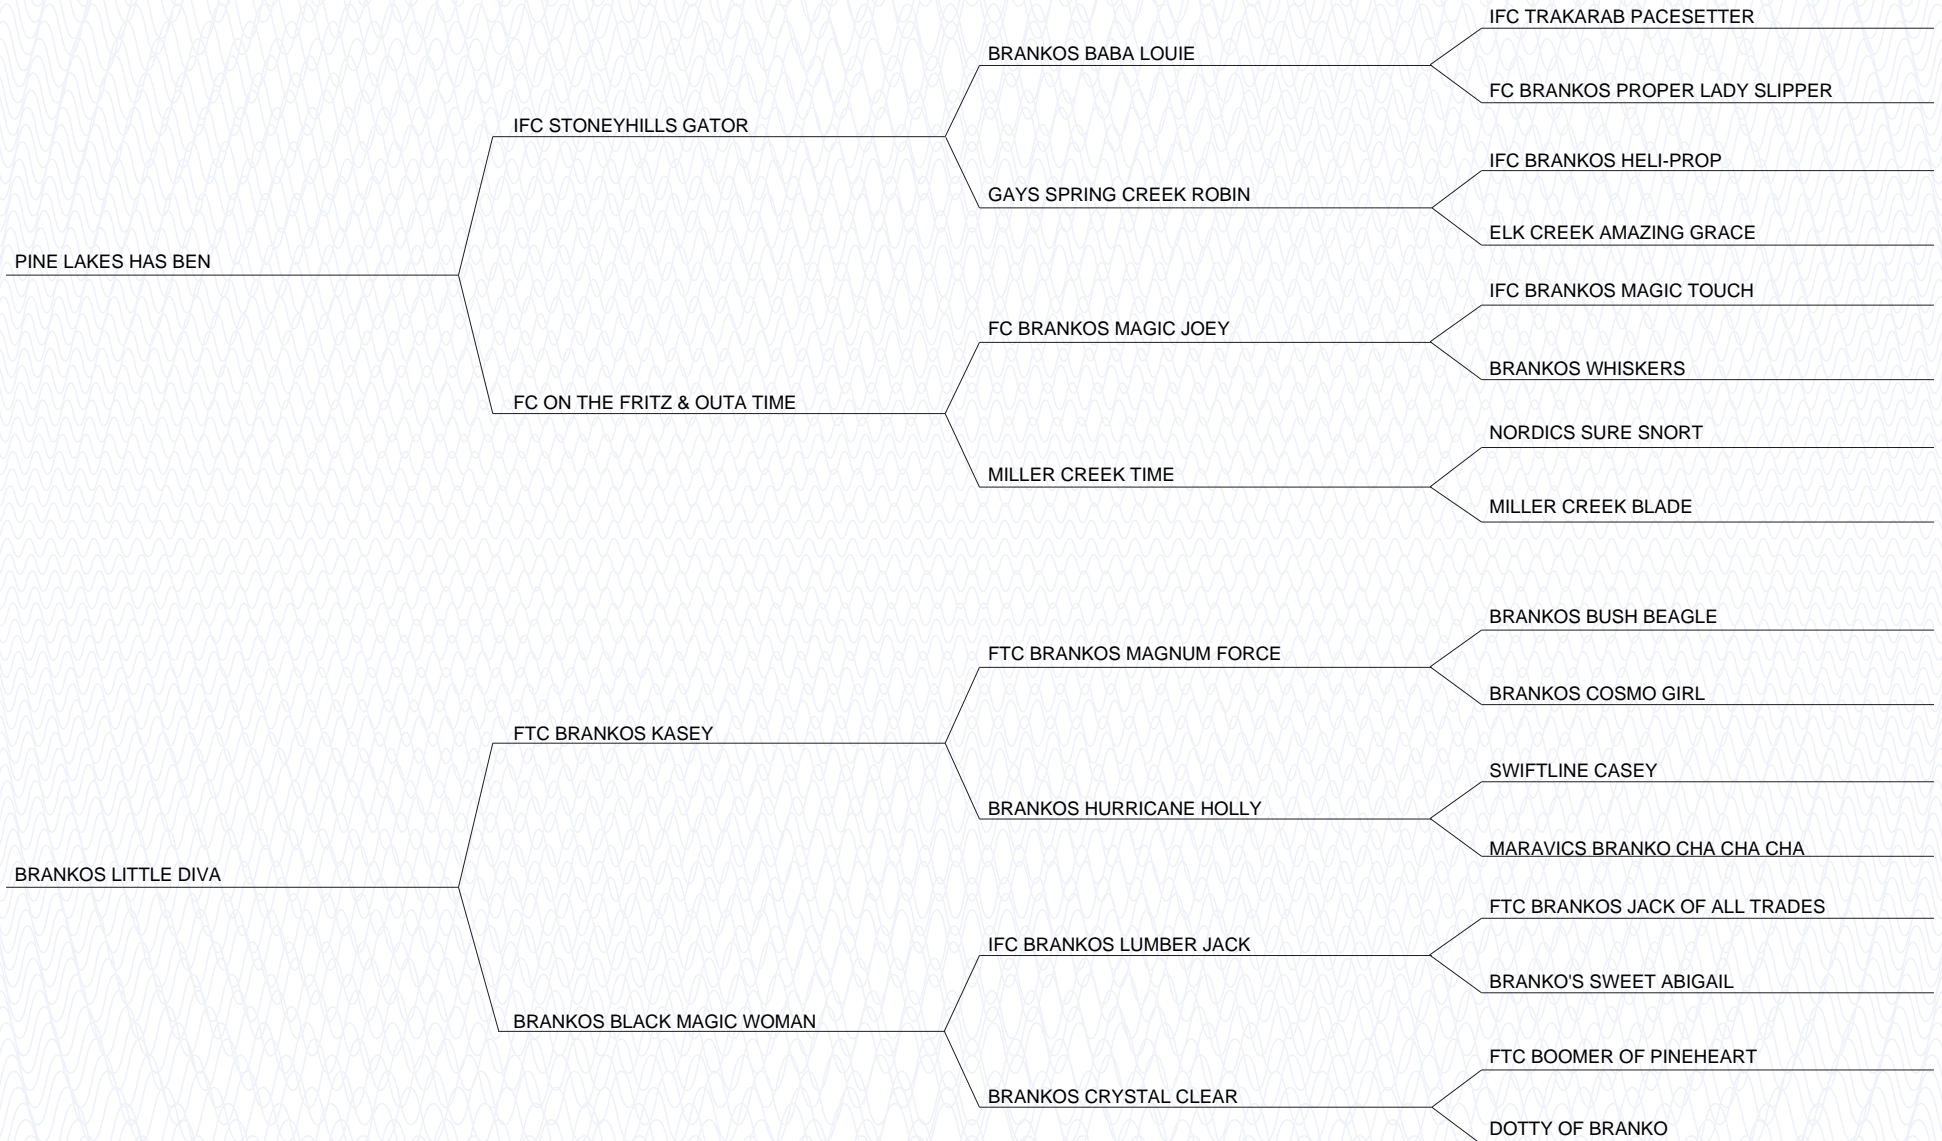 IFC TRAKARAB PACESETTER
BRANKOS BABA LOUIE
FC BRANKOS PROPER LADY SLIPPER
IFC STONEYHILLS GATOR
IFC BRANKOS HELI-PROP
GAYS SPRING CREEK ROBIN
ELK CREEK AMAZING GRACE
PINE LAKES HAS BEN
IFC BRANKOS MAGIC TOUCH
FC BRANKOS MAGIC JOEY
BRANKOS WHISKERS
FC ON THE FRITZ & OUTA TIME
NORDICS SURE SNORT
MILLER CREEK TIME
MILLER CREEK BLADE
BRANKOS BUSH BEAGLE
FTC BRANKOS MAGNUM FORCE
BRANKOS COSMO GIRL
FTC BRANKOS KASEY
SWIFTLINE CASEY
BRANKOS HURRICANE HOLLY
MARAVICS BRANKO CHA CHA CHA
BRANKOS LITTLE DIVA
FTC BRANKOS JACK OF ALL TRADES
IFC BRANKOS LUMBER JACK
BRANKO'S SWEET ABIGAIL
BRANKOS BLACK MAGIC WOMAN
FTC BOOMER OF PINEHEART
BRANKOS CRYSTAL CLEAR
DOTTY OF BRANKO